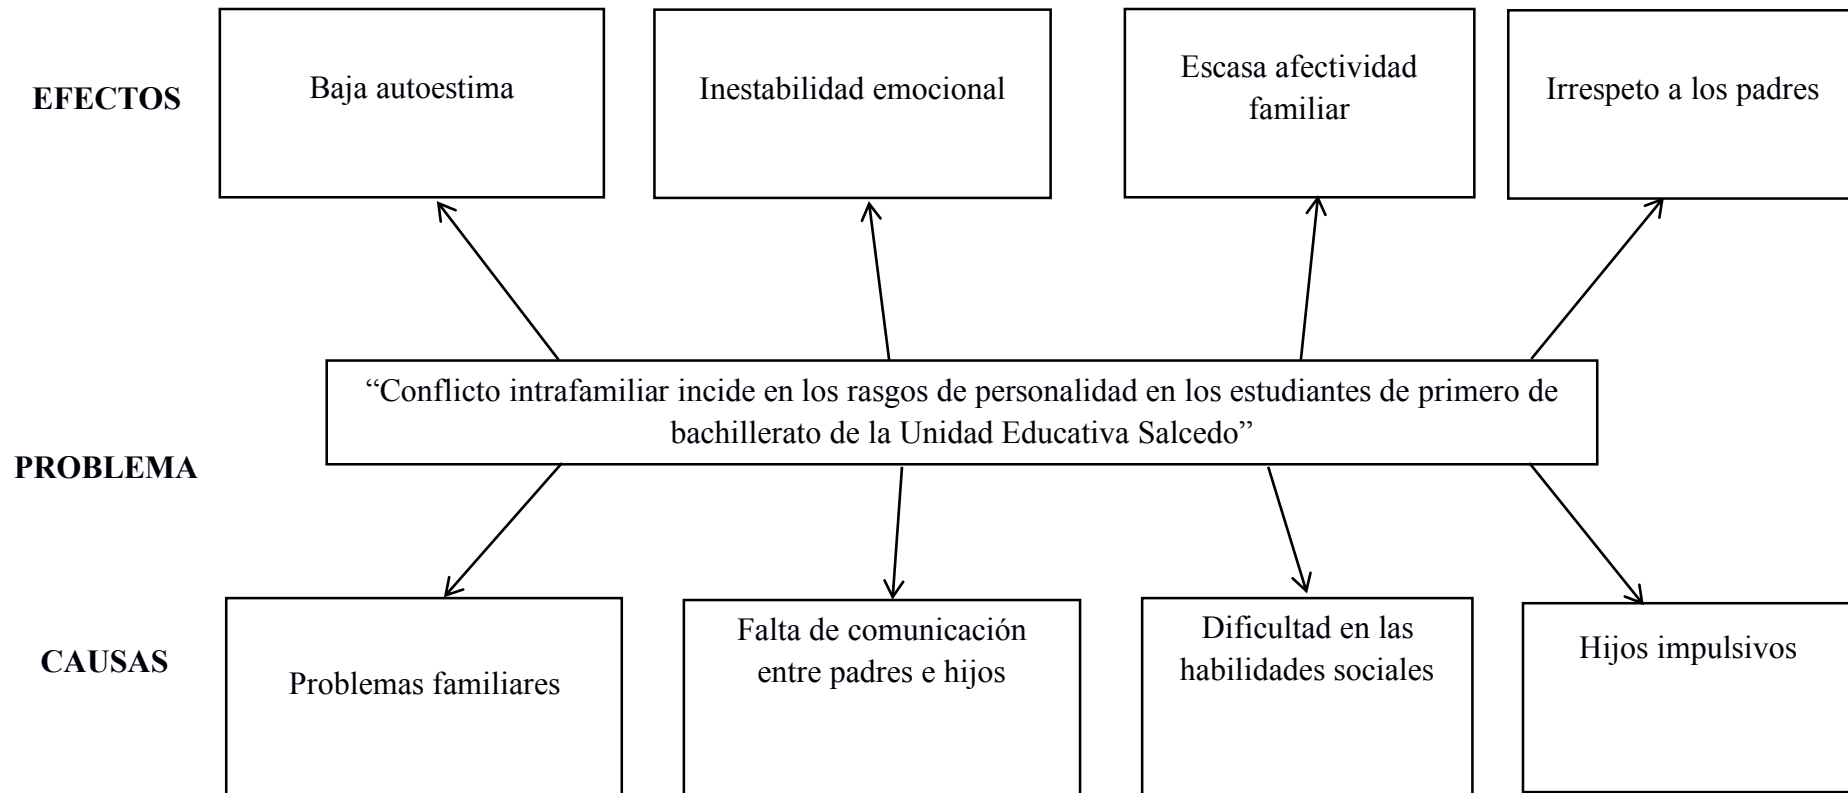 EFECTOS
Baja autoestima
Inestabilidad emocional
Escasa afectividad
familiar
Irrespeto a los padres
PROBLEMA
“Conflicto intrafamiliar incide en los rasgos de personalidad en los estudiantes de primero de
bachillerato de la Unidad Educativa Salcedo”
CAUSAS
Problemas familiares
Falta de comunicación
entre padres e hijos
Dificultad en las
habilidades sociales
Hijos impulsivos